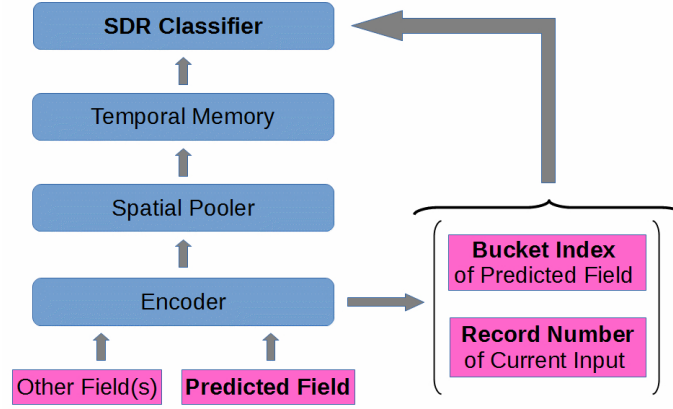 SDR Classifier
Temporal Memory
Spatial Pooler
Encoder
Other Field(s)
Predicted Field
Bucket Index
of Predicted Field
Record Number
of Current Input